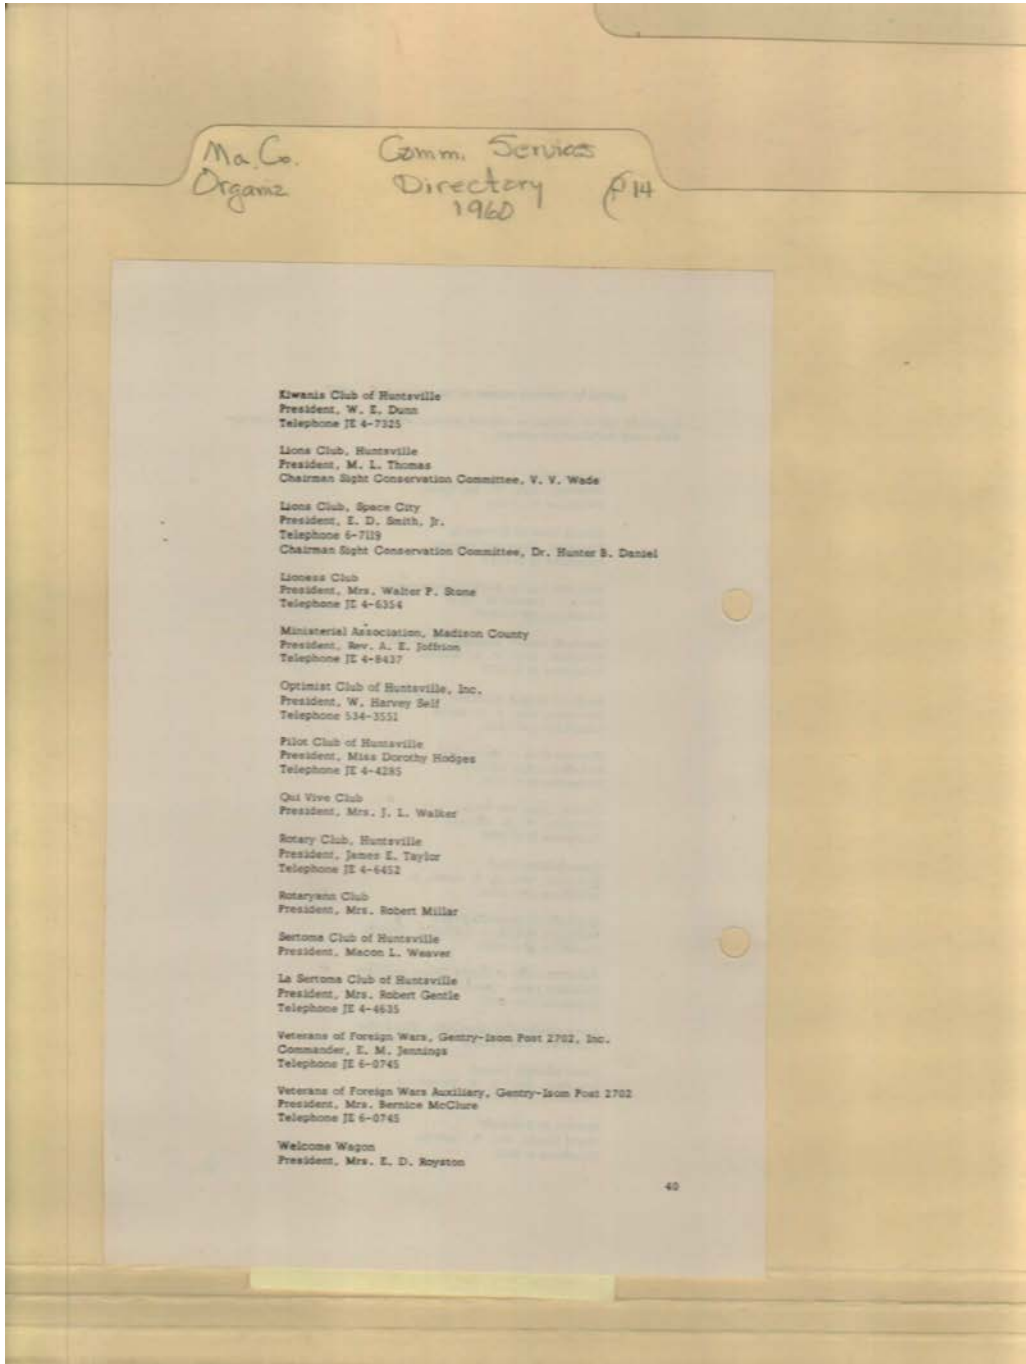 Ma. Co. Comm. Services
Organiz Directory p 14
1960
Kiwanis Club of Huntsville
President, W. E. Dunn
Telephone JE 4-7325
Lions Club, Huntsville
President, M. L. Thomas
Chairman Sight Conservation Committee, V. V. Wade
Lions Club, Space City
President, E. D. Smith, Jr.
Telephone 6-7119
Chairman Sight Conservation Committee, Dr. Hunter B. Daniel
Lioness Club
President, Mrs. Walter P. Stone
Telephone JE 4-6354
Ministerial Association, Madison County
President, Rev. A. E. Joffrion
Telephone JE 4-8437
Optimist Club of Huntsville, Inc.
President, W. Harvey Self
Telephone 534-3551
Pilot Club of Huntsville
President, Miss Dorothy Hodges
Telephone JE 4-4285
Qui Vive Club
President, Mrs. J. L. Walker
Rotary Club, Huntsville
President, James E. Taylor
Telephone JE 4-6452
Rotaryann Club
President, Mrs. Robert Millar
Sertoma Club of Huntsville
President, Macon L. Weaver
La Sertoma Club of Huntsville
President, Mrs. Robert Gentle
Telephone JE 4-4635
Veterans of Foreign Wars, Gentry-Isom Post 2702, Inc.
Commander, E. M. Jennings
Telephone JE 6-0745
Veterans of Foreign Wars Auxiliary, Gentry-Isom Post 2702
President, Mrs. Bernice McClure
Telephone JE 6-0745
Welcome Wagon
President, Mrs. E. D. Royston
40